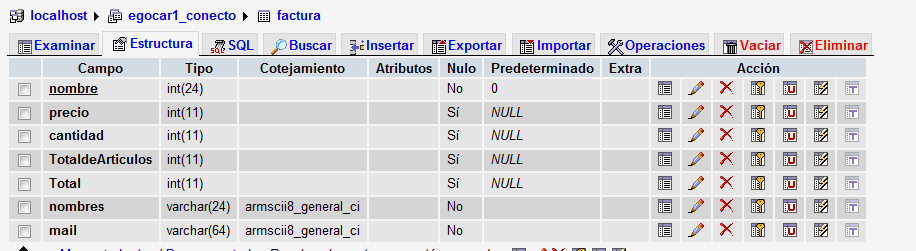 localhost egocar1_conecto factura
Examinar Estructura SQL Buscar Insertar Exportar Importar Operaciones Vaciar Eliminar
Campo Tipo Cotejamiento Atributos Nulo Predeterminado Extra Acción
nombre int(24) No 0
precio int(11) Sí NULL
cantidad int(11) Sí NULL
TotaldeArticulos int(11) Sí NULL
Total int(11) Sí NULL
nombres varchar(24) armscii8_general_ci No
mail varchar(64) armscii8_general_ci No